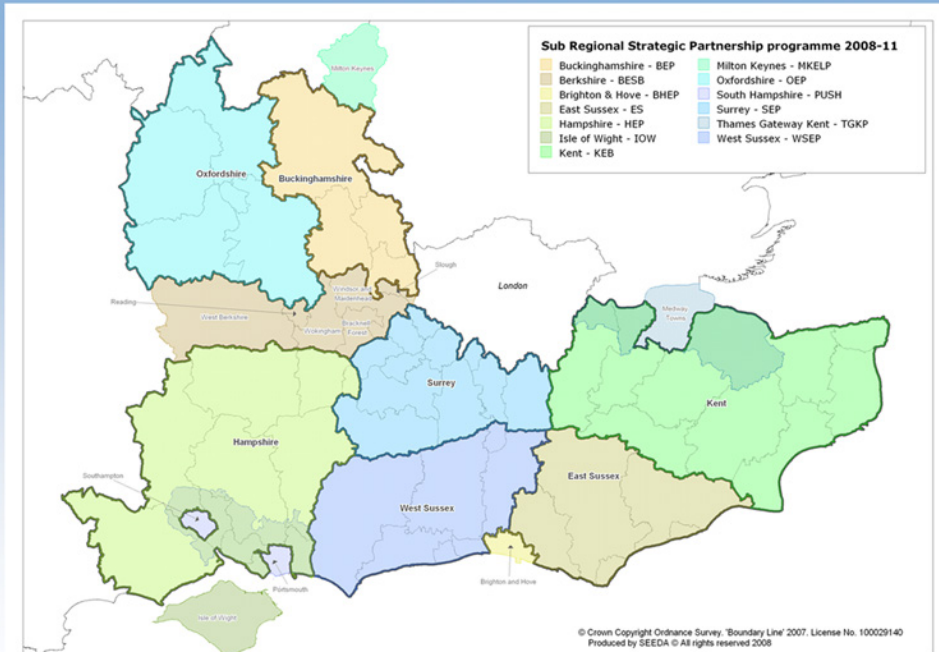 Sub Regional Strategic Partnership programme 2008-11
Buckinghamshire - BEP
Berkshire - BESB
Brighton & Hove - BHEP
East Sussex - ES
Hampshire - HEP
Isle of Wight - IOW
Kent - KEB
Milton Keynes - MKELP
Oxfordshire - OEP
South Hampshire - PUSH
Surrey - SEP
Thames Gateway Kent - TGKP
West Sussex - WSEP
Milton Keynes
Oxfordshire
Buckinghamshire
Slough
London
Reading
Windsor and
Maidenhead
West Berkshire
Wokingham
Bracknell
Forest
Medway
Towns
Surrey
Kent
Hampshire
Southampton
East Sussex
West Sussex
Brighton and Hove
Portsmouth
Isle of Wight
© Crown Copyright Ordnance Survey. 'Boundary Line' 2007. License No. 100029140
Produced by SEEDA © All rights reserved 2008